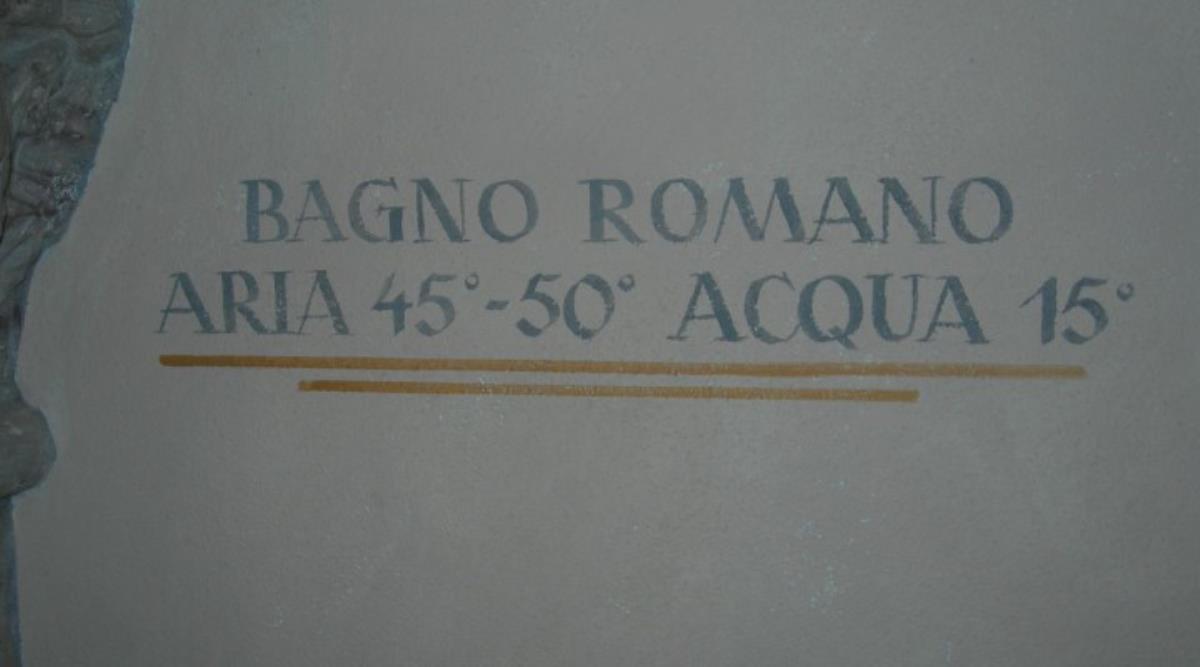 BAGNO ROMANO
ARIA 45°-50° ACQUA 15°